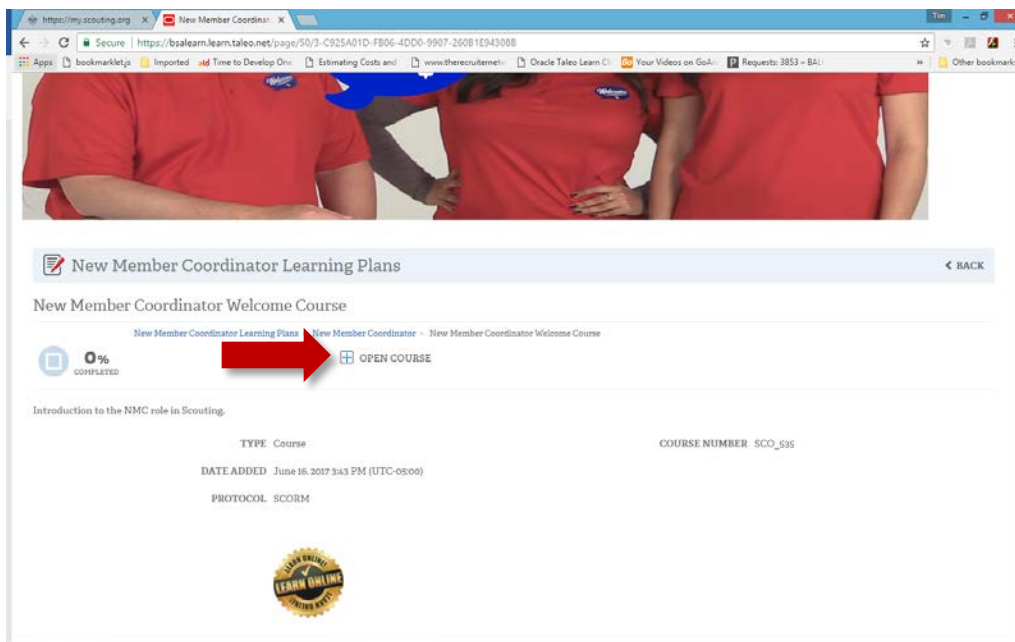 https://my.scouting.org
New Member Coordinat
Tim
Secure https://bsalearn.learn.taleo.net/page/50/3-C925A01D-FB06-4DD0-9907-260B1E943088
Apps bookmarklet.js Imported Time to Develop One Estimating Costs and www.therecruiternet Oracle Taleo Learn Cl Your Videos on GoAn Requests: 3853 – BAL » Other bookmark
Welcome
Welcome
New Member Coordinator Learning Plans
BACK
New Member Coordinator Welcome Course
New Member Coordinator Learning Plans New Member Coordinator New Member Coordinator Welcome Course
0%
COMPLETED
OPEN COURSE
Introduction to the NMC role in Scouting.
TYPE Course
COURSE NUMBER SCO_535
DATE ADDED June 16, 2017 3:43 PM (UTC-05:00)
PROTOCOL SCORM
LEARN ONLINE!
LEARN ONLINE
LEARN ONLINE!